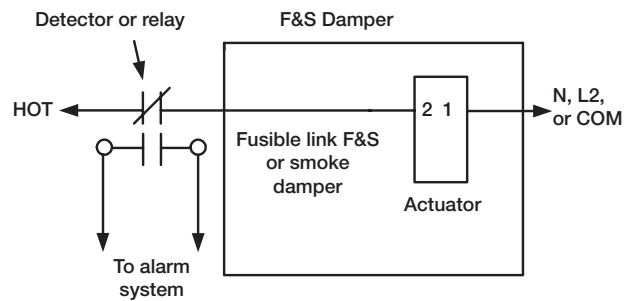 Detector or relay
F&S Damper
HOT
2 1
N, L2,
or COM
Fusible link F&S
or smoke
damper
Actuator
To alarm
system